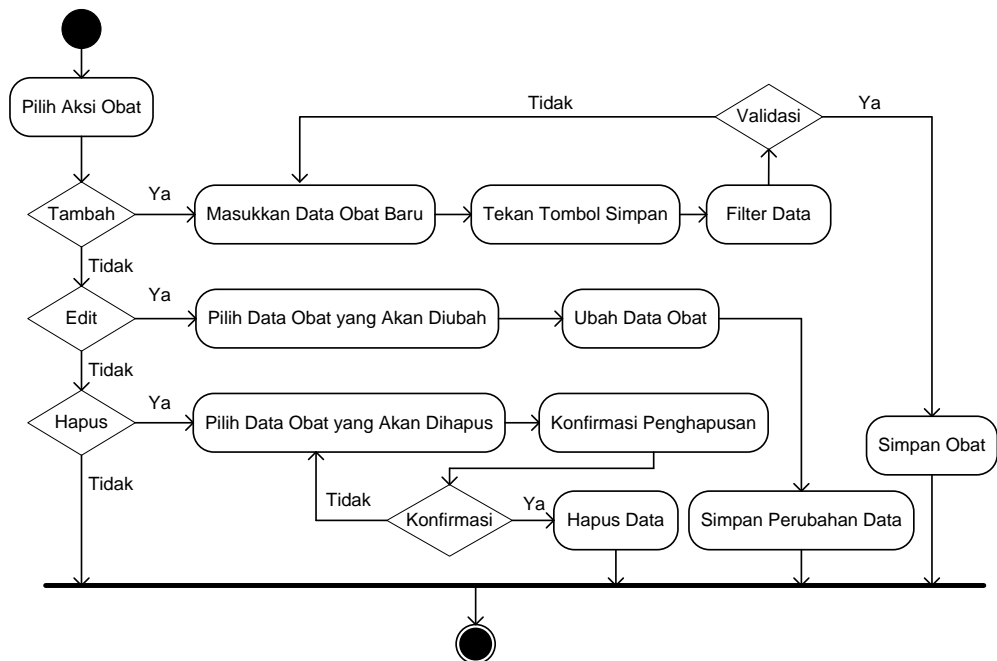 Pilih Aksi Obat
Tidak
Ya
Validasi
Ya
Tambah
Masukkan Data Obat Baru
Tekan Tombol Simpan
Filter Data
Tidak
Ya
Edit
Pilih Data Obat yang Akan Diubah
Ubah Data Obat
Tidak
Ya
Hapus
Pilih Data Obat yang Akan Dihapus
Konfirmasi Penghapusan
Simpan Obat
Tidak
Tidak
Konfirmasi
Ya
Hapus Data
Simpan Perubahan Data